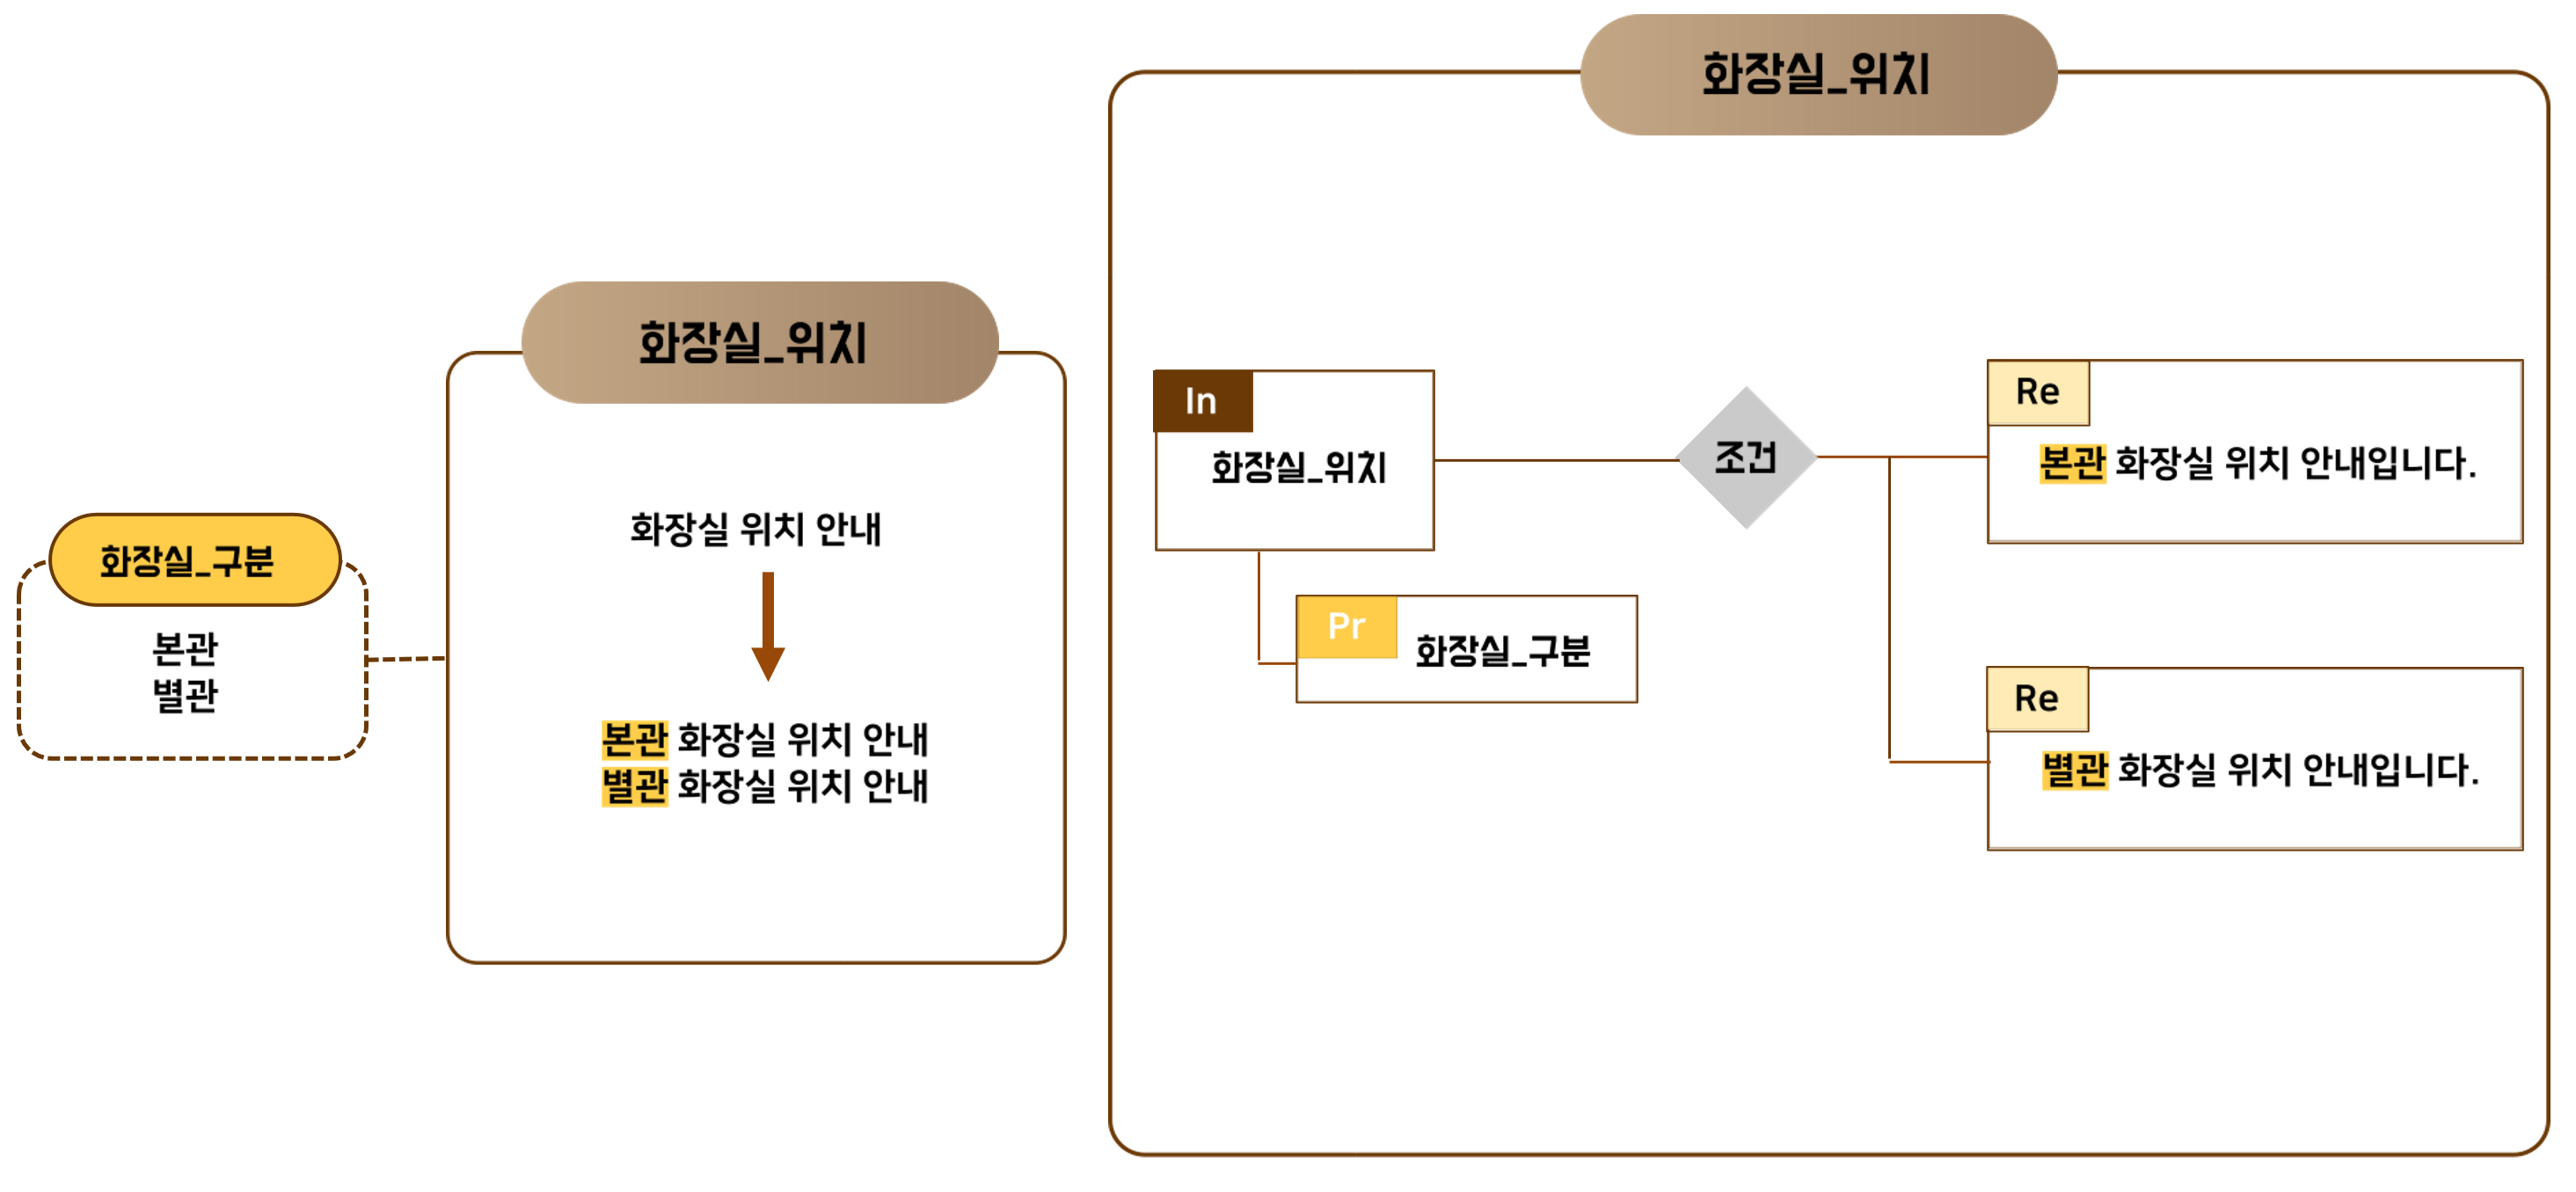 화장실_구분
본관
별관
화장실_위치
화장실 위치 안내
본관 화장실 위치 안내
별관 화장실 위치 안내
화장실_위치
In
화장실_위치
Pr
화장실_구분
조건
Re
본관 화장실 위치 안내입니다.
Re
별관 화장실 위치 안내입니다.